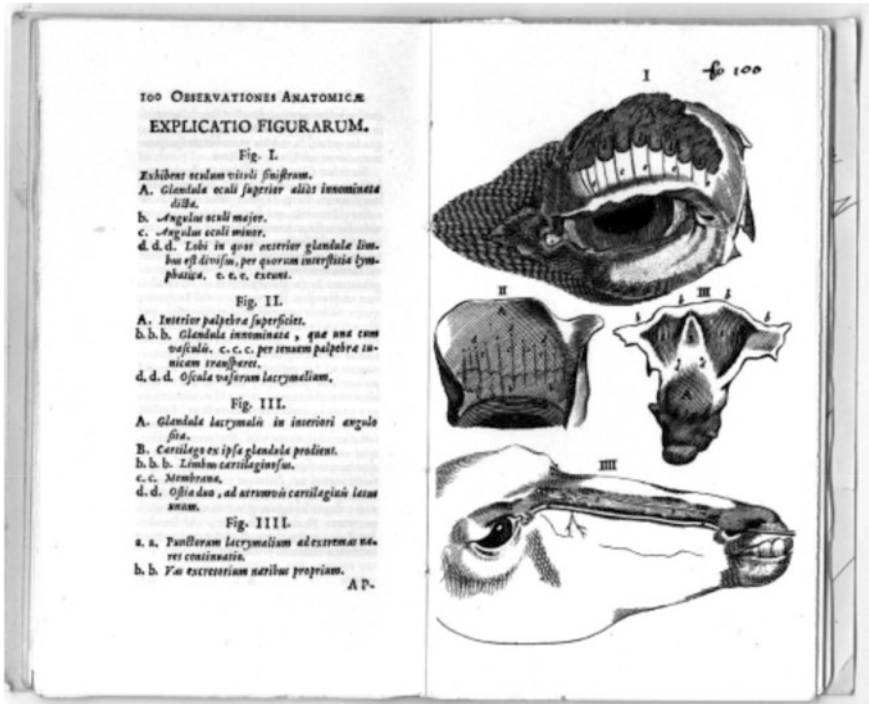 100 OBSERVATIONES ANATOMICÆ
EXPLICATIO FIGURARUM.
Fig. I.
Exhibens oculum vituli sinistrum.
A. Glandula oculi superior aliàs innominata
dicta.
b. Angulus oculi major.
c. Angulus oculi minor.
d. d. d. Lobi in quos anterior glandulæ lim-
bus est divisus, per quorum interstitia lym-
phatica. e. e. e. exeunt.
Fig. II.
A. Interior palpebræ superficies.
b. b. b. Glandula innominata, quæ una cum
vasculis. c. c. c. per tenuem palpebræ tu-
nicam transparet.
d. d. d. Oscula vasorum lacrymalium.
Fig. III.
A. Glandula lacrymalis in interiori angulo
sita.
B. Cartilago ex ipsa glandula prodiens.
b. b. b. Limbus cartilaginosus.
c. c. Membrana.
d. d. Ostia duo, ad utrumvis cartilaginis latus
unum.
Fig. IIII.
a. a. Punctorum lacrymalium ad extremas na-
res continuatio.
b. b. Vas excretorium naribus proprium.
AP-
I
fo 100
II
A
III
b b b
A
IIII